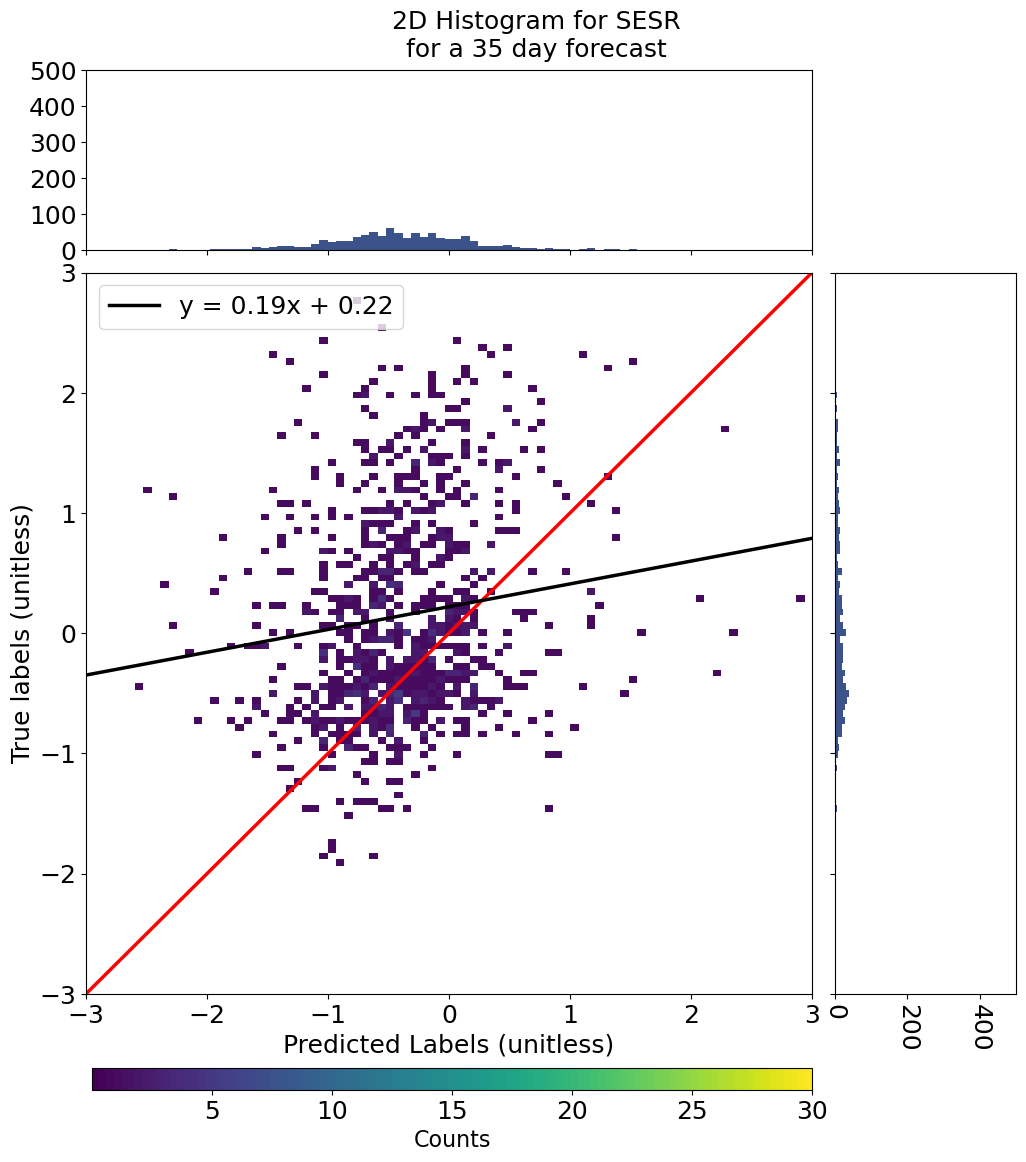 2D Histogram for SESR
for a 35 day forecast
500
400
300
200
100
0
3
2
1
0
−1
−2
−3
True labels (unitless)
y = 0.19x + 0.22
−3 −2 −1 0 1 2 3
Predicted Labels (unitless)
0 200 400
5 10 15 20 25 30
Counts